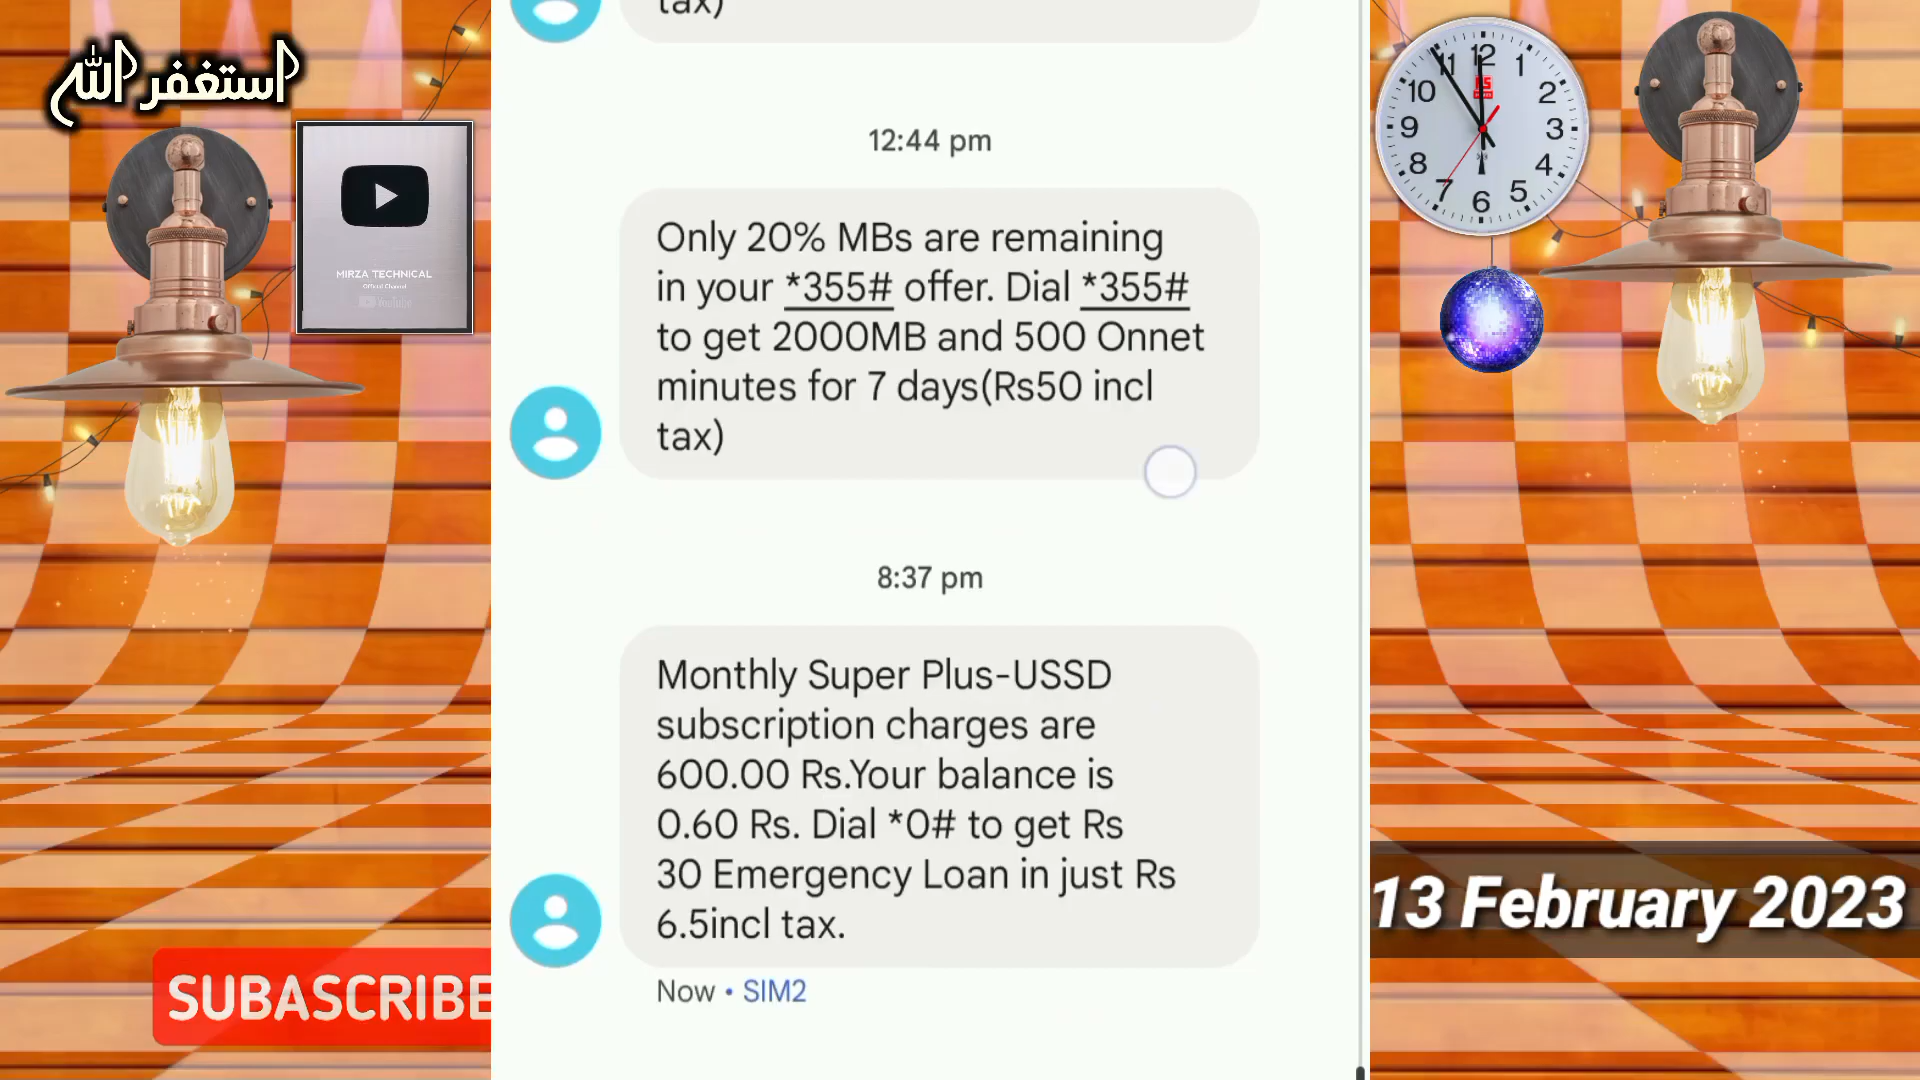 استغفر الله
MIRZA TECHNICAL
Official Channel
YouTube
SUBASCRIBE
tax)
12:44 pm
Only 20% MBs are remaining
in your *355# offer. Dial *355#
to get 2000MB and 500 Onnet
minutes for 7 days(Rs50 incl
tax)
8:37 pm
Monthly Super Plus-USSD
subscription charges are
600.00 Rs.Your balance is
0.60 Rs. Dial *0# to get Rs
30 Emergency Loan in just Rs
6.5incl tax.
Now • SIM2
12
1
2
3
4
5
6
7
8
9
10
11
13 February 2023